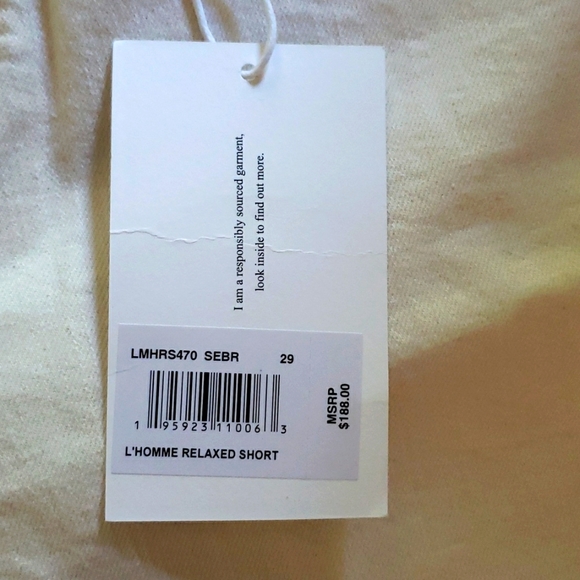 I am a responsibly sourced garment,
look inside to find out more.
LMHRS470 SEBR 29
1 95923 11006 3
MSRP
$188.00
L'HOMME RELAXED SHORT